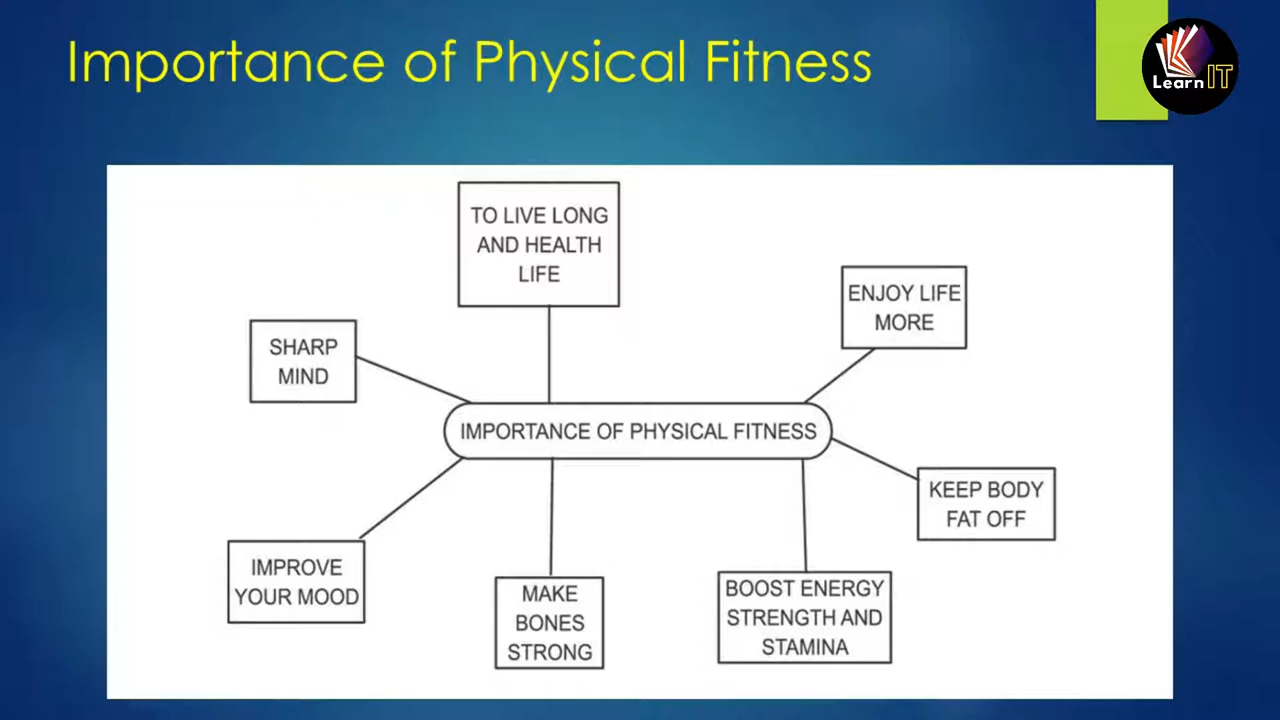 Importance of Physical Fitness
Learn IT
TO LIVE LONG
AND HEALTH
LIFE
ENJOY LIFE
MORE
SHARP
MIND
IMPORTANCE OF PHYSICAL FITNESS
KEEP BODY
FAT OFF
IMPROVE
YOUR MOOD
MAKE
BONES
STRONG
BOOST ENERGY
STRENGTH AND
STAMINA